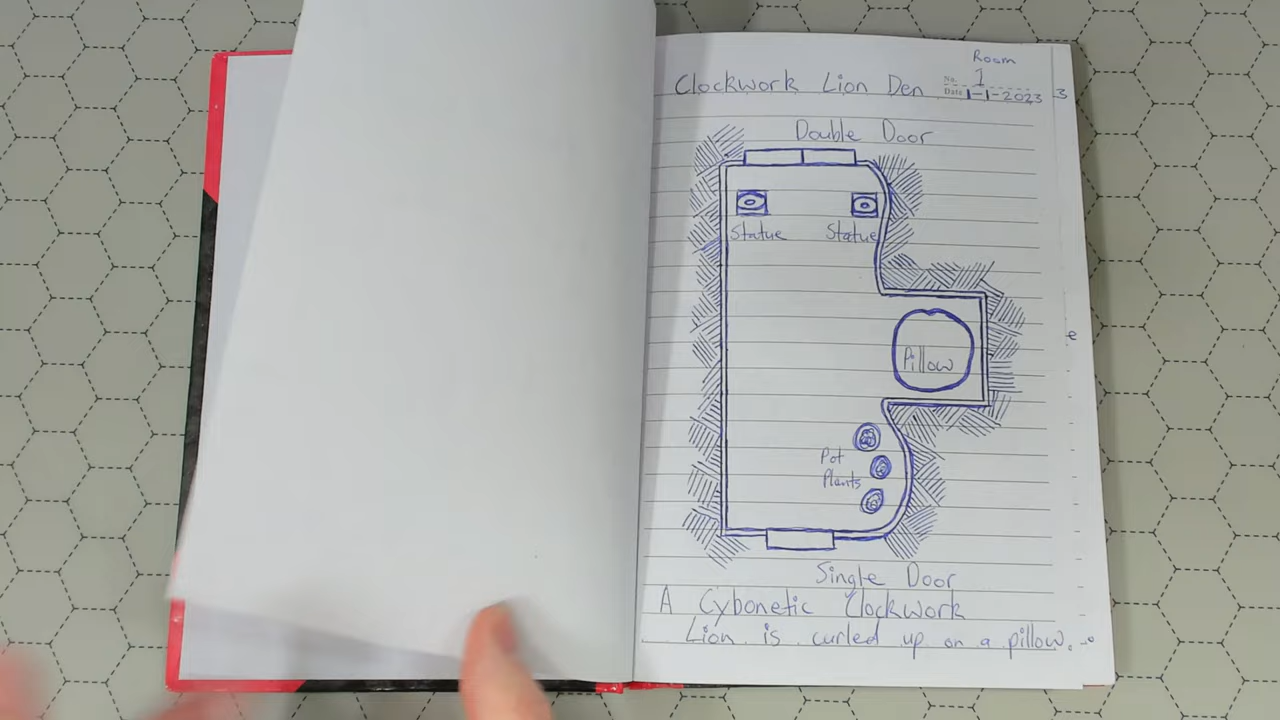 Room
Clockwork Lion Den No. 1
Date 1-1-2023 3
Double Door
Statue Statue
e
Pillow
Pot
Plants
Single Door
A Cybonetic Clockwork
Lion is curled up on a pillow.